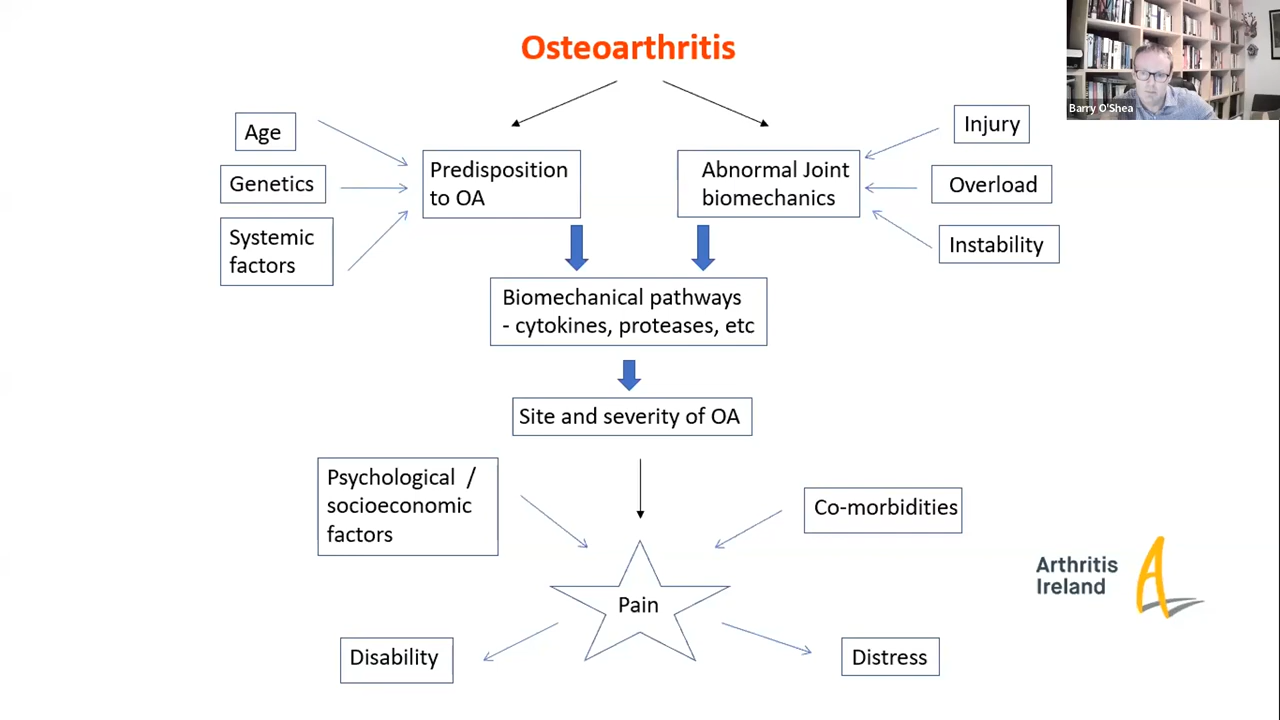 Osteoarthritis
Barry O'Shea
Age
Genetics
Systemic
factors
Predisposition
to OA
Abnormal Joint
biomechanics
Injury
Overload
Instability
Biomechanical pathways
- cytokines, proteases, etc
Site and severity of OA
Psychological /
socioeconomic
factors
Co-morbidities
Pain
Disability
Distress
Arthritis
Ireland